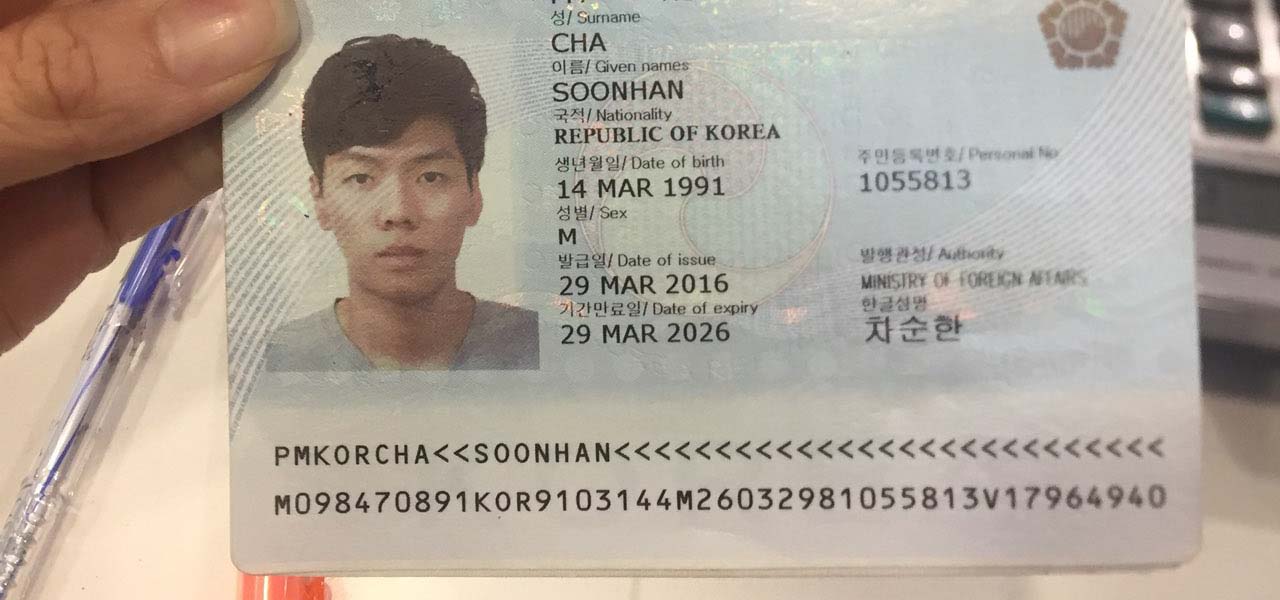 성/ Surname
CHA
이름/ Given names
SOONHAN
국적/ Nationality
REPUBLIC OF KOREA
생년월일/ Date of birth
14 MAR 1991
주민등록번호/ Personal No
1055813
성별/ Sex
M
발급일/ Date of issue
29 MAR 2016
발행관청/ Authority
MINISTRY OF FOREIGN AFFAIRS
기간만료일/ Date of expiry
29 MAR 2026
한글성명
차순한
PMKORCHA<<SOONHAN<<<<<<<<<<<<<<<<<<<<<<<<<<<
M098470891KOR9103144M26032981055813V17964940